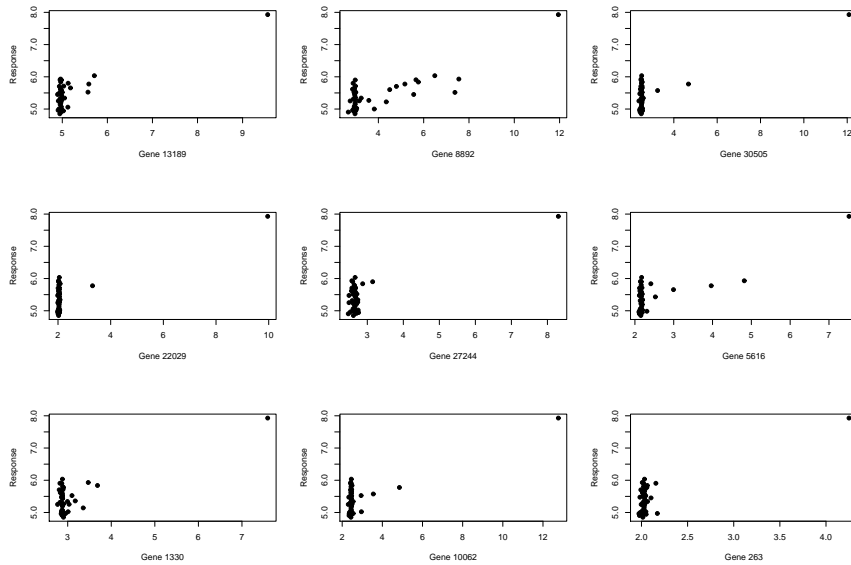 Response
8.0
7.0
6.0
5.0
5 6 7 8 9
Gene 13189
Response
8.0
7.0
6.0
5.0
4 6 8 10 12
Gene 8892
Response
8.0
7.0
6.0
5.0
4 6 8 10 12
Gene 30505
Response
8.0
7.0
6.0
5.0
2 4 6 8 10
Gene 22029
Response
8.0
7.0
6.0
5.0
3 4 5 6 7 8
Gene 27244
Response
8.0
7.0
6.0
5.0
2 3 4 5 6 7
Gene 5616
Response
8.0
7.0
6.0
5.0
3 4 5 6 7
Gene 1330
Response
8.0
7.0
6.0
5.0
2 4 6 8 10 12
Gene 10062
Response
8.0
7.0
6.0
5.0
2.0 2.5 3.0 3.5 4.0
Gene 263